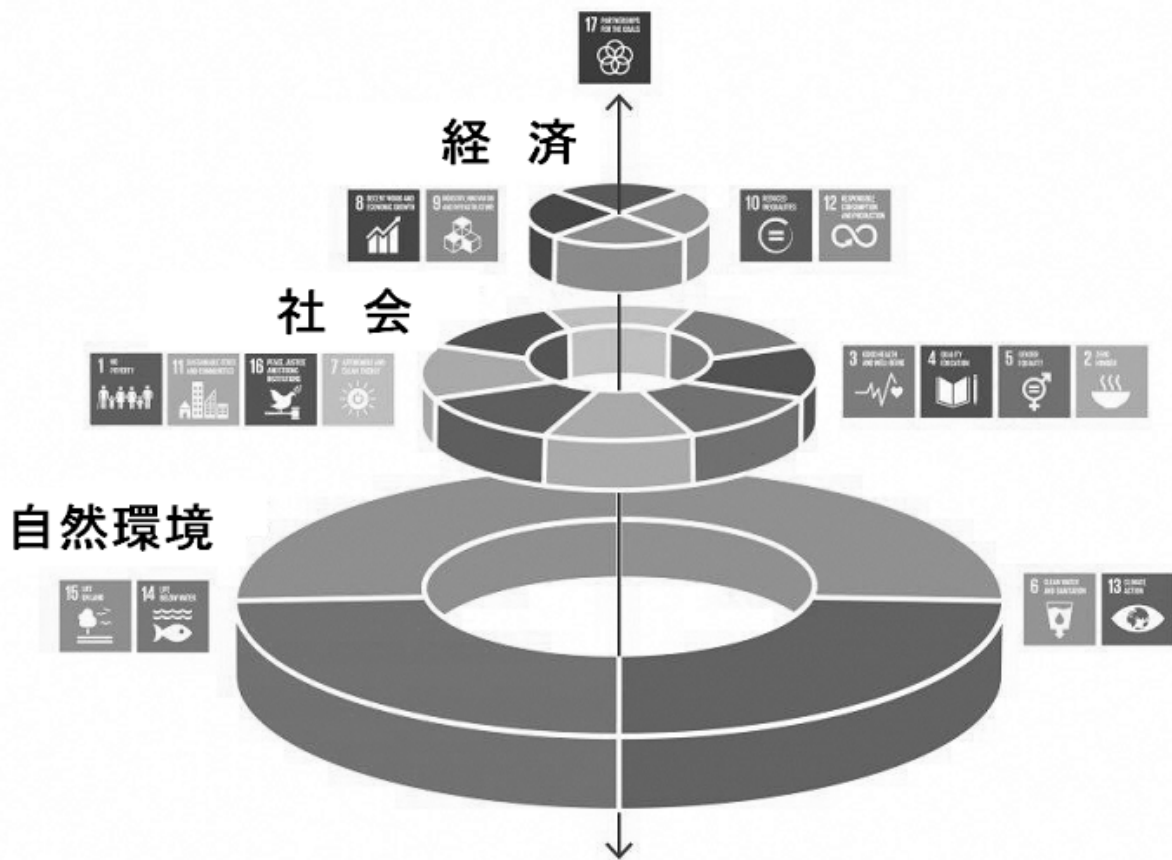 17 PARTNERSHIPS
FOR THE GOALS
経 済
8 DECENT WORK AND
ECONOMIC GROWTH
9 INDUSTRY, INNOVATION
AND INFRASTRUCTURE
10 REDUCED
INEQUALITIES
12 RESPONSIBLE
CONSUMPTION
AND PRODUCTION
社 会
1 NO
POVERTY
11 SUSTAINABLE CITIES
AND COMMUNITIES
16 PEACE, JUSTICE
AND STRONG
INSTITUTIONS
7 AFFORDABLE AND
CLEAN ENERGY
3 GOOD HEALTH
AND WELL-BEING
4 QUALITY
EDUCATION
5 GENDER
EQUALITY
2 ZERO
HUNGER
自然環境
15 LIFE
ON LAND
14 LIFE
BELOW WATER
6 CLEAN WATER
AND SANITATION
13 CLIMATE
ACTION